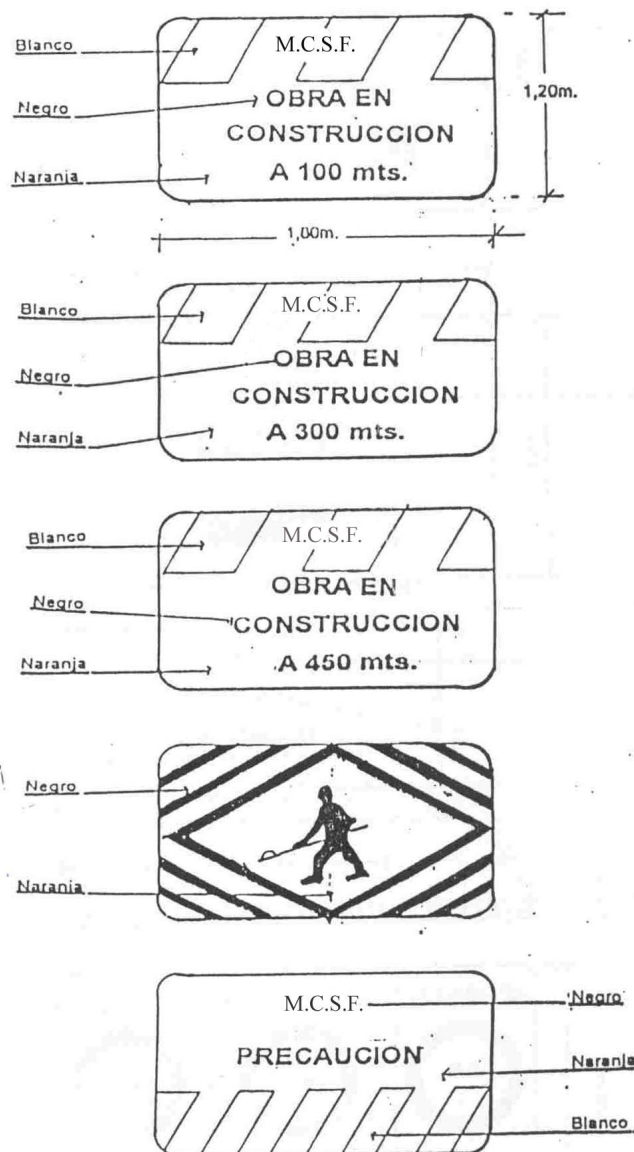 Blanco
M.C.S.F.
Negro
OBRA EN
CONSTRUCCION
Naranja
A 100 mts.
1,20m.
1,80m.
Blanco
M.C.S.F.
Negro
OBRA EN
CONSTRUCCION
Naranja
A 300 mts.
Blanco
M.C.S.F.
Negro
OBRA EN
CONSTRUCCION
Naranja
A 450 mts.
Negro
Naranja
M.C.S.F.
Negro
PRECAUCION
Naranja
Blanco